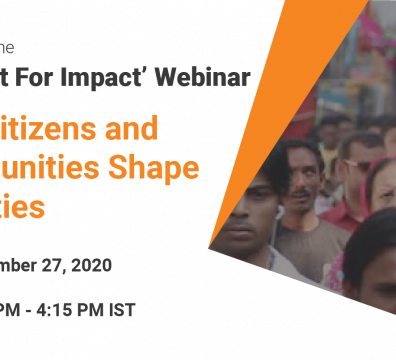 ne
t For Impact’ Webinar
itizens and
unities Shape
ties
mber 27, 2020
PM - 4:15 PM IST